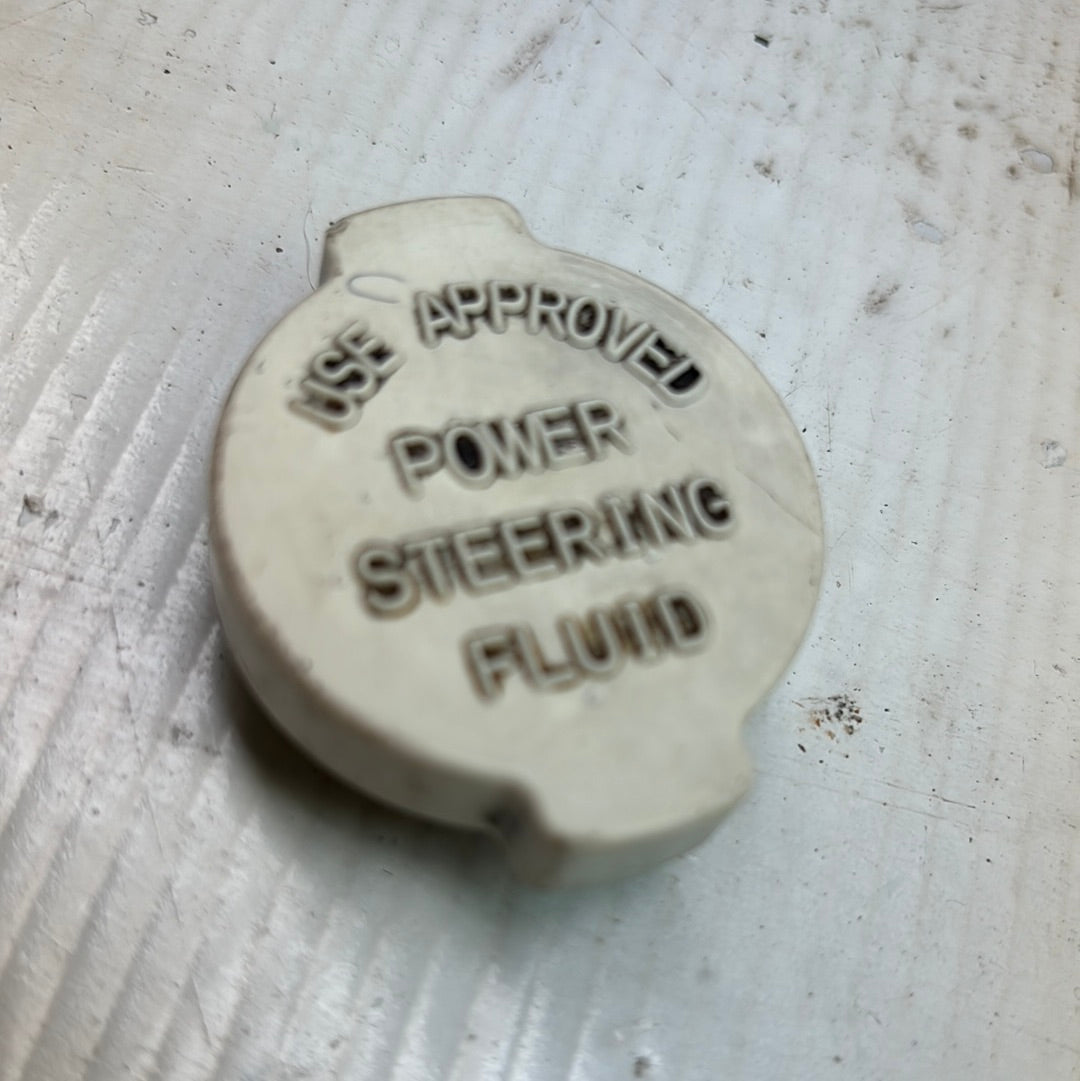 USE APPROVED
POWER
STEERING
FLUID